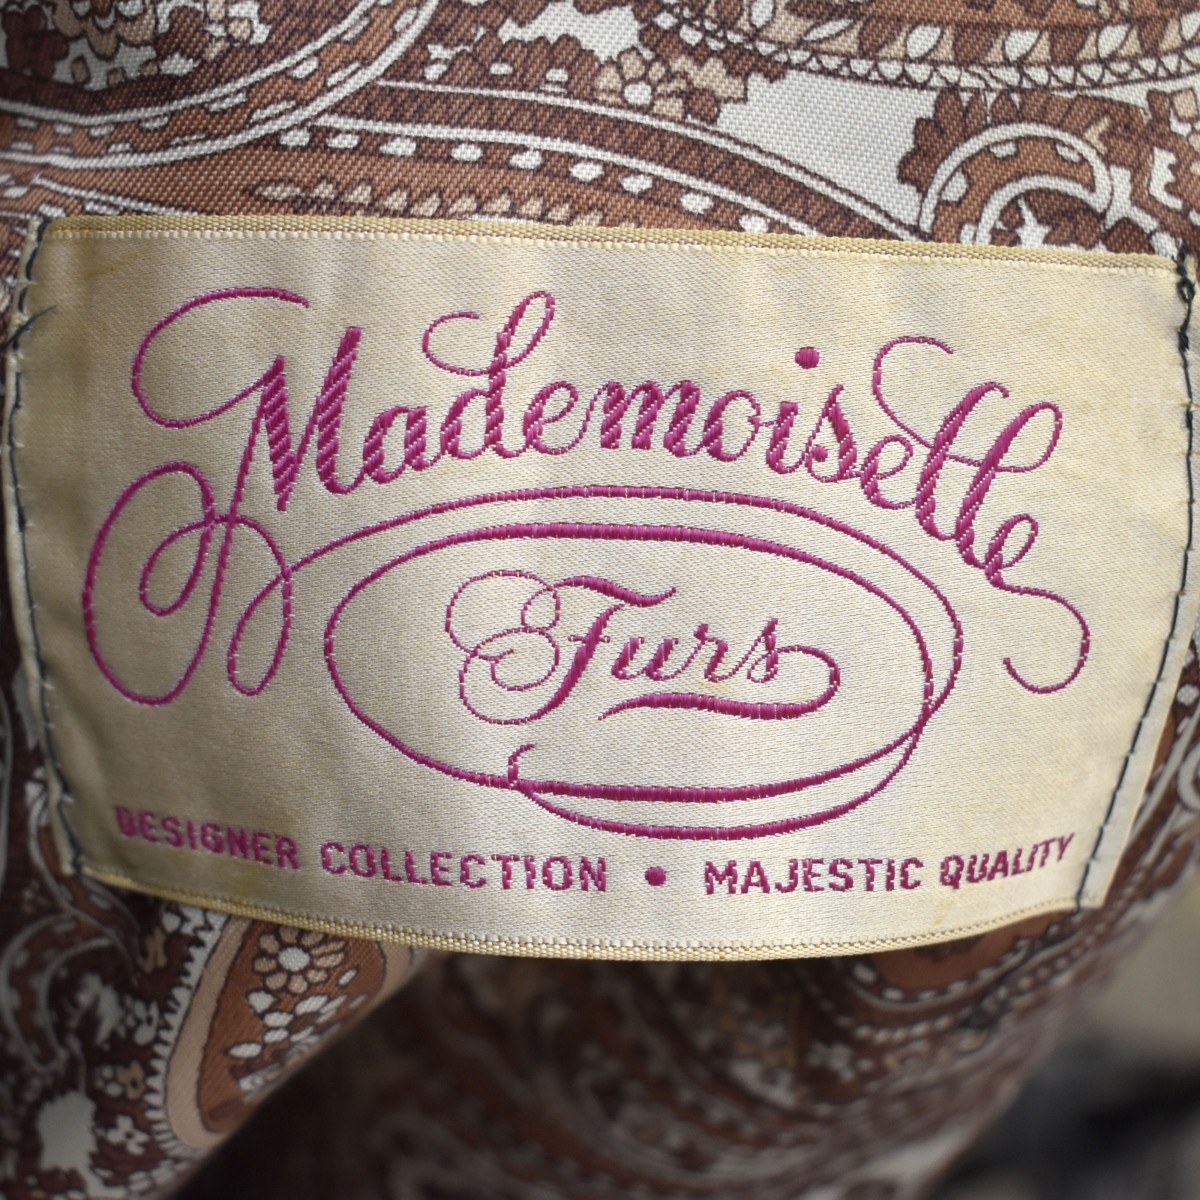 Mademoiselle
Furs
DESIGNER COLLECTION • MAJESTIC QUALITY